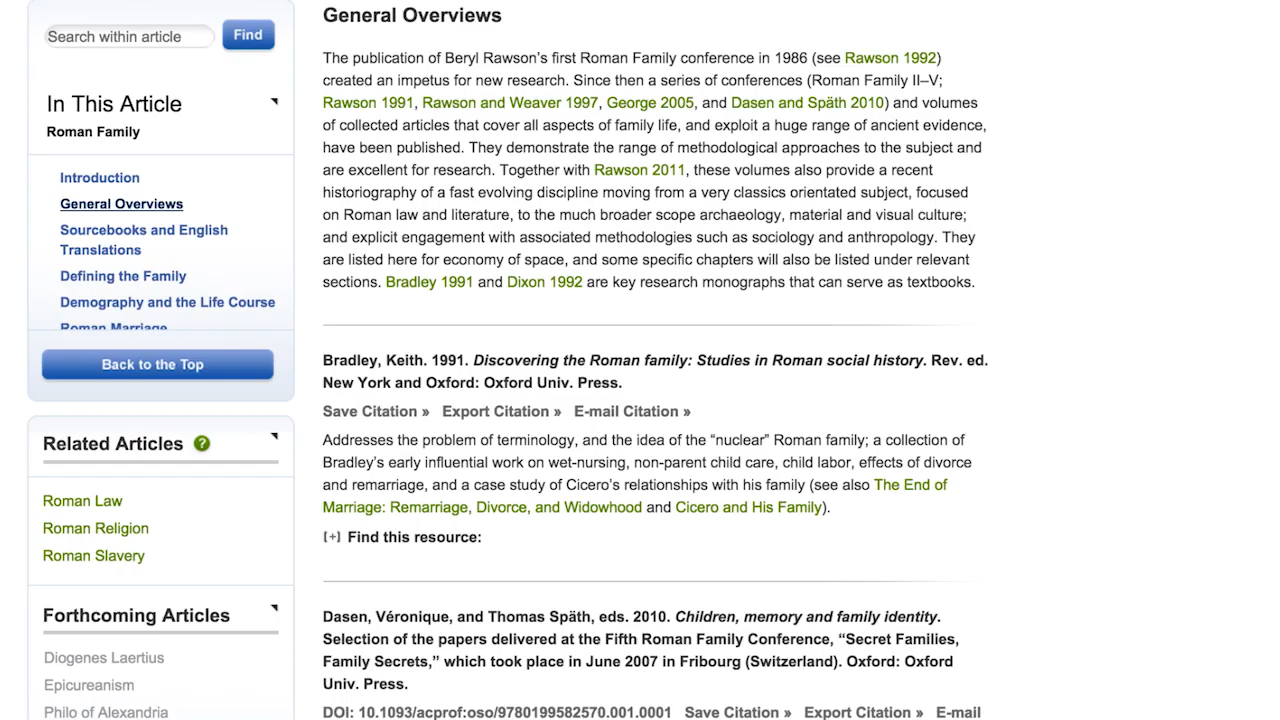 Search within article
Find
In This Article
Roman Family
Introduction
General Overviews
Sourcebooks and English
Translations
Defining the Family
Demography and the Life Course
Roman Marriage
Back to the Top
Related Articles ?
Roman Law
Roman Religion
Roman Slavery
Forthcoming Articles
Diogenes Laertius
Epicureanism
Philo of Alexandria
General Overviews
The publication of Beryl Rawson’s first Roman Family conference in 1986 (see Rawson 1992)
created an impetus for new research. Since then a series of conferences (Roman Family II–V;
Rawson 1991, Rawson and Weaver 1997, George 2005, and Dasen and Späth 2010) and volumes
of collected articles that cover all aspects of family life, and exploit a huge range of ancient evidence,
have been published. They demonstrate the range of methodological approaches to the subject and
are excellent for research. Together with Rawson 2011, these volumes also provide a recent
historiography of a fast evolving discipline moving from a very classics orientated subject, focused
on Roman law and literature, to the much broader scope archaeology, material and visual culture;
and explicit engagement with associated methodologies such as sociology and anthropology. They
are listed here for economy of space, and some specific chapters will also be listed under relevant
sections. Bradley 1991 and Dixon 1992 are key research monographs that can serve as textbooks.
Bradley, Keith. 1991. Discovering the Roman family: Studies in Roman social history. Rev. ed.
New York and Oxford: Oxford Univ. Press.
Save Citation » Export Citation » E-mail Citation »
Addresses the problem of terminology, and the idea of the “nuclear” Roman family; a collection of
Bradley’s early influential work on wet-nursing, non-parent child care, child labor, effects of divorce
and remarriage, and a case study of Cicero’s relationships with his family (see also The End of
Marriage: Remarriage, Divorce, and Widowhood and Cicero and His Family).
[+] Find this resource:
Dasen, Véronique, and Thomas Späth, eds. 2010. Children, memory and family identity.
Selection of the papers delivered at the Fifth Roman Family Conference, “Secret Families,
Family Secrets,” which took place in June 2007 in Fribourg (Switzerland). Oxford: Oxford
Univ. Press.
DOI: 10.1093/acprof:oso/9780199582570.001.0001 Save Citation » Export Citation » E-mail